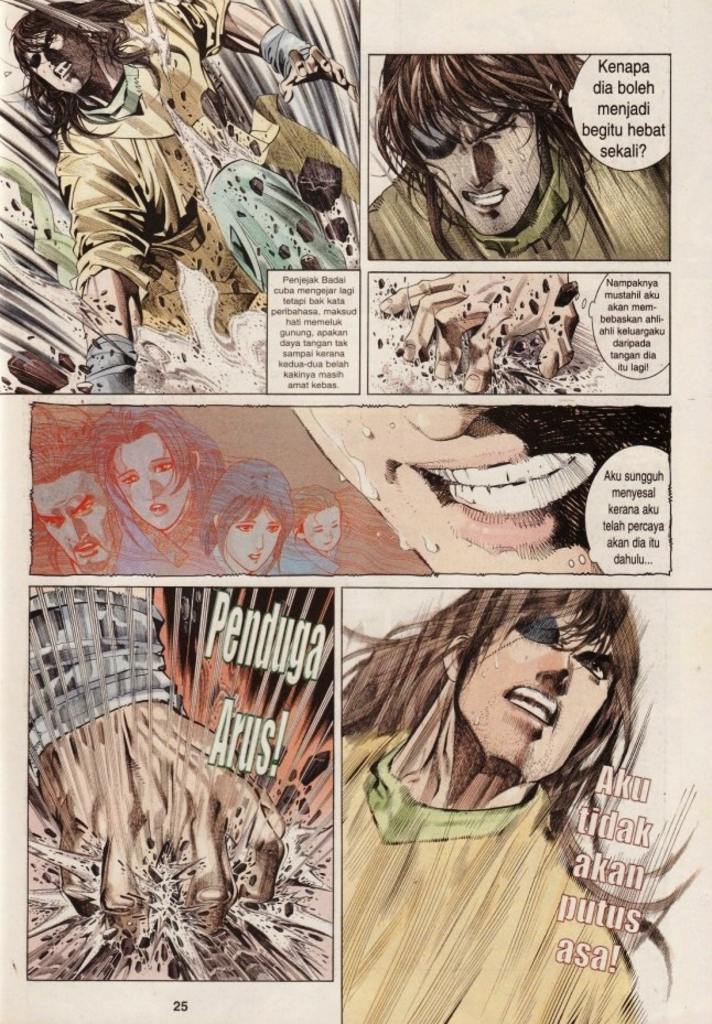 Penjejak Badai
cuba mengejar lagi
tetapi bak kata
peribahasa, maksud
hati memeluk
gunung, apakan
daya tangan tak
sampai kerana
kedua-dua belah
kakinya masih
amat kebas.
Kenapa
dia boleh
menjadi
begitu hebat
sekali?
Nampaknya
mustahil aku
akan mem-
bebaskan ahli-
ahli keluargaku
daripada
tangan dia
itu lagi!
Aku sungguh
menyesal
kerana aku
telah percaya
akan dia itu
dahulu...
Penduga
Arus!
Aku
tidak
akan
putus
asa!
25